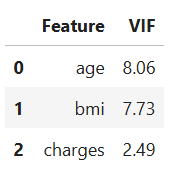 Feature VIF
0 age 8.06
1 bmi 7.73
2 charges 2.49